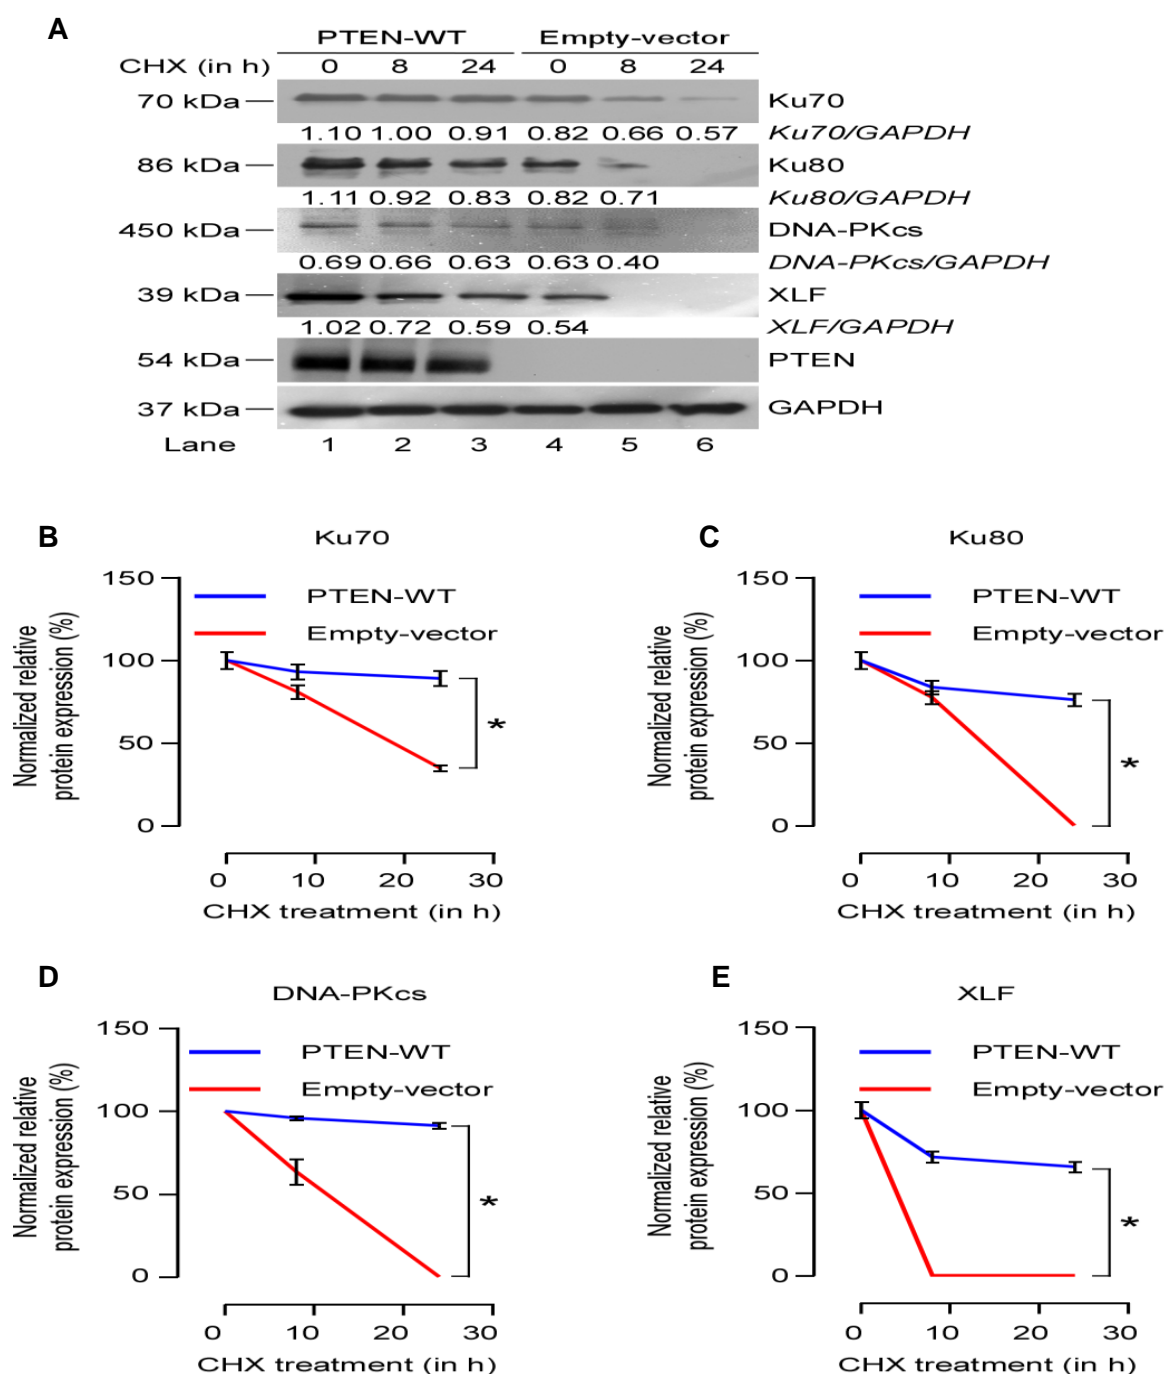 A
PTEN-WT Empty-vector
CHX (in h) 0 8 24 0 8 24
70 kDa Ku70
1.10 1.00 0.91 0.82 0.66 0.57 Ku70/GAPDH
86 kDa Ku80
1.11 0.92 0.83 0.82 0.71 Ku80/GAPDH
450 kDa DNA-PKcs
0.69 0.66 0.63 0.63 0.40 DNA-PKcs/GAPDH
39 kDa XLF
1.02 0.72 0.59 0.54 XLF/GAPDH
54 kDa PTEN
37 kDa GAPDH
Lane 1 2 3 4 5 6
B
Ku70
Normalized relative
protein expression (%)
150
100
50
0
PTEN-WT
Empty-vector
*
0 10 20 30
CHX treatment (in h)
C
Ku80
Normalized relative
protein expression (%)
150
100
50
0
PTEN-WT
Empty-vector
*
0 10 20 30
CHX treatment (in h)
D
DNA-PKcs
Normalized relative
protein expression (%)
150
100
50
0
PTEN-WT
Empty-vector
*
0 10 20 30
CHX treatment (in h)
E
XLF
Normalized relative
protein expression (%)
150
100
50
0
PTEN-WT
Empty-vector
*
0 10 20 30
CHX treatment (in h)